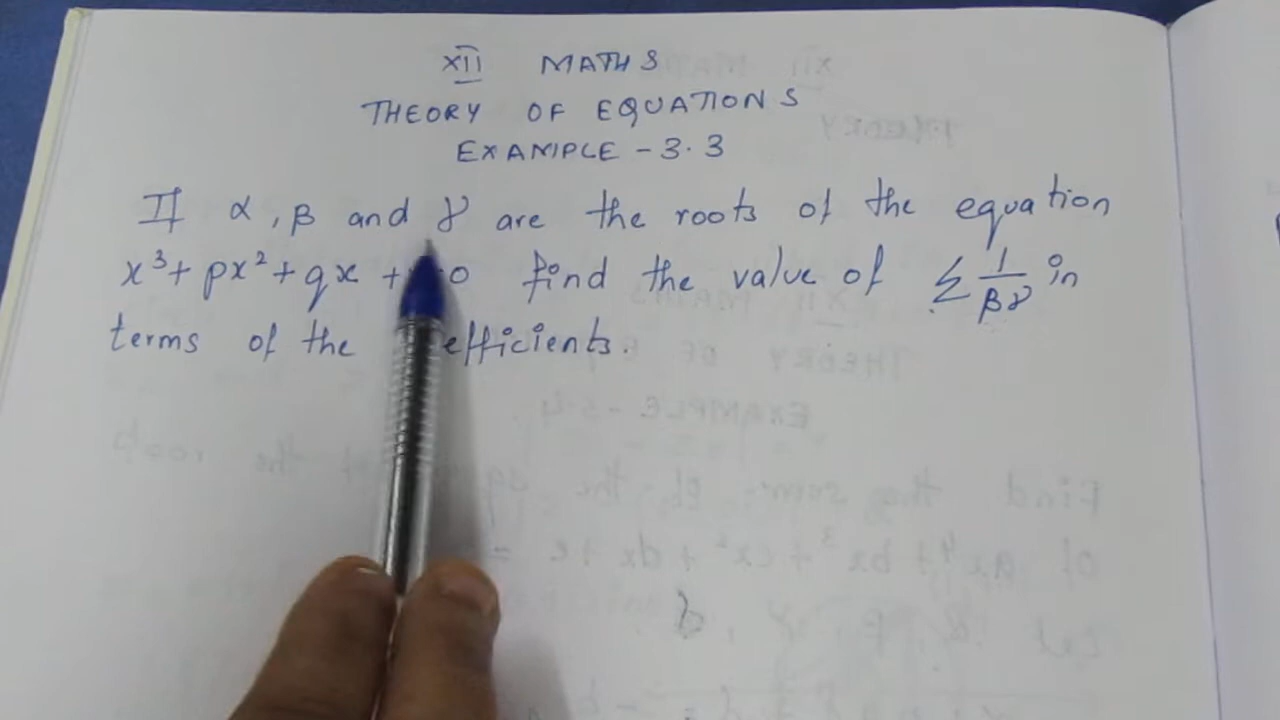 XII MATHS
THEORY OF EQUATIONS
EXAMPLE - 3.3
If α, β and γ are the roots of the equation
x³ + px² + qx + 0 find the value of Σ 1/βγ in
terms of the efficients.